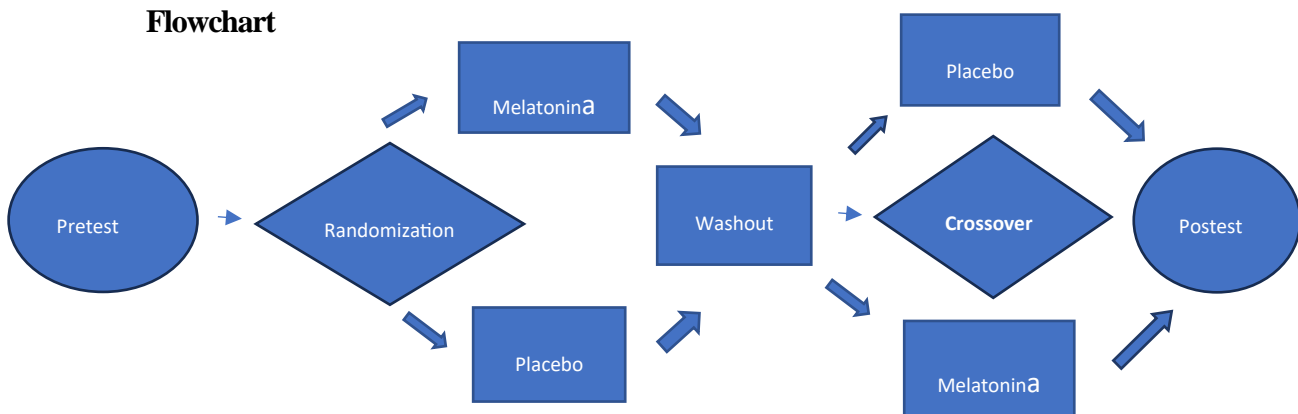 Flowchart
Pretest
Randomization
Melatonina
Placebo
Washout
Placebo
Crossover
Melatonina
Postest